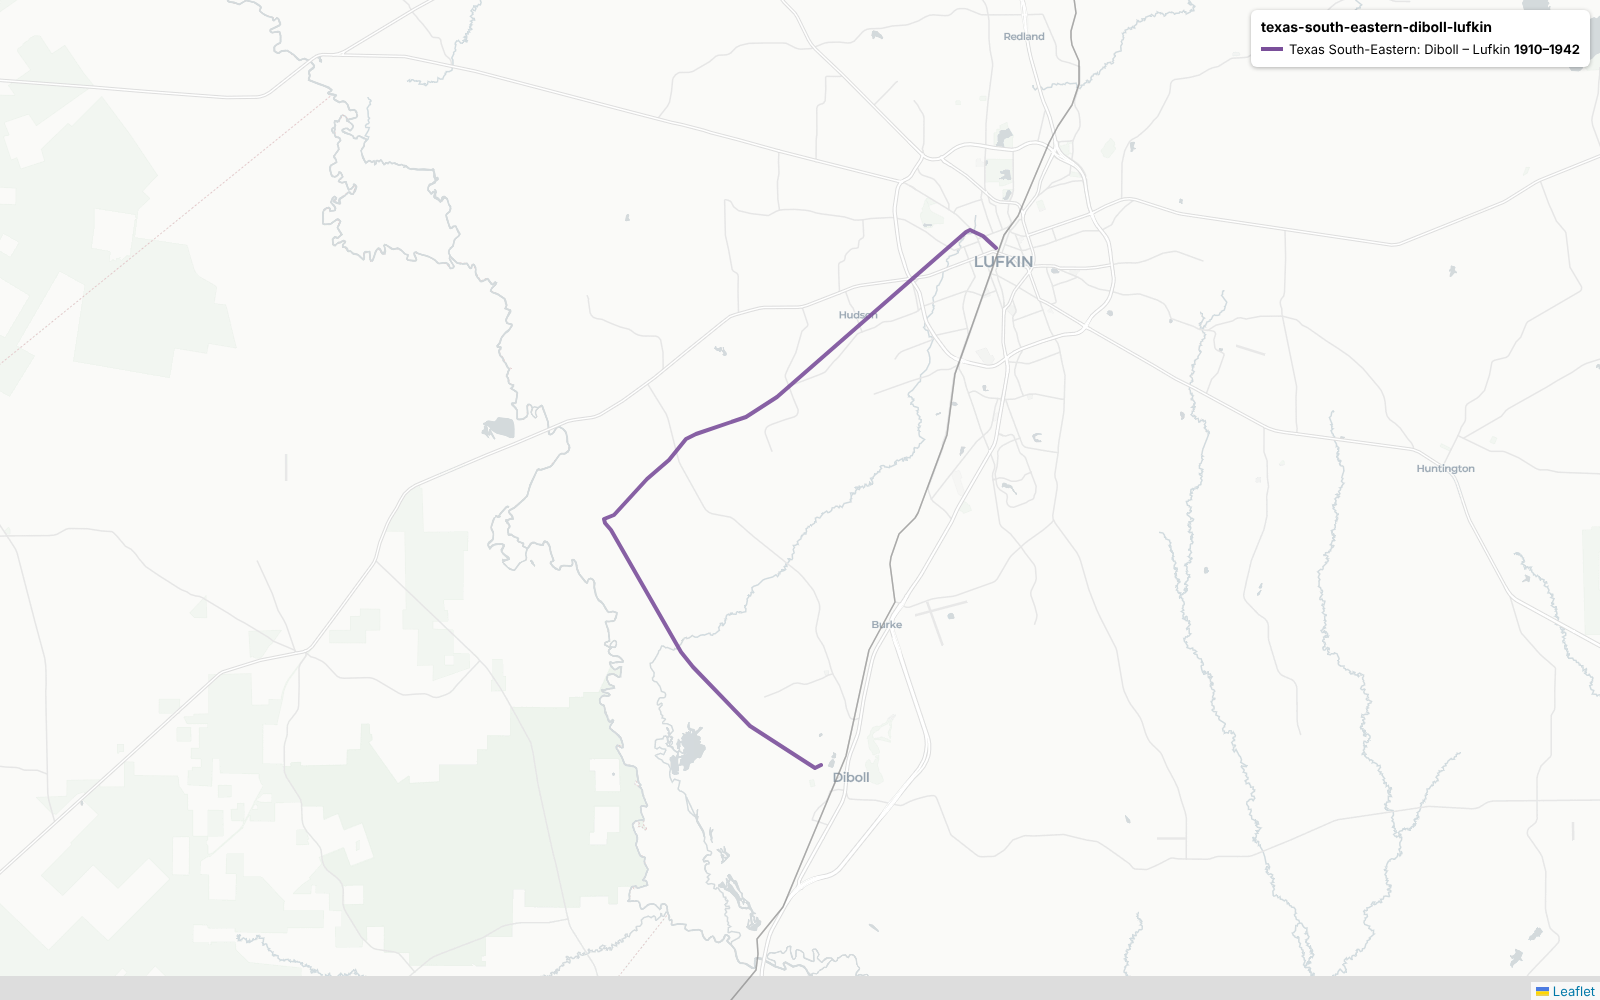 texas-south-eastern-diboll-lufkin
Texas South-Eastern: Diboll – Lufkin 1910–1942
Redland
LUFKIN
Hudson
Huntington
Burke
Diboll
Leaflet